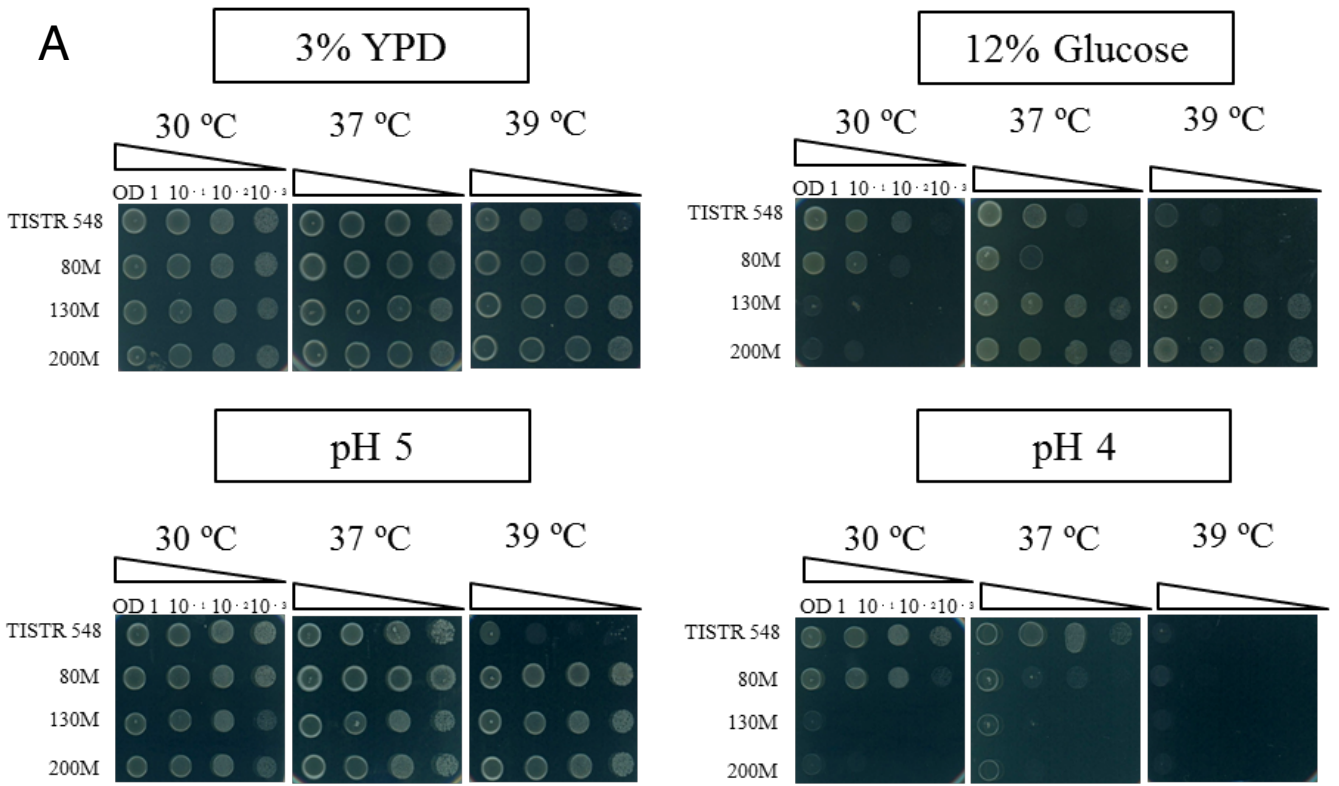 A
3% YPD
12% Glucose
30 ºC 37 ºC 39 ºC
30 ºC 37 ºC 39 ºC
OD 1 10⁻¹ 10⁻² 10⁻³
OD 1 10⁻¹ 10⁻² 10⁻³
TISTR 548
80M
130M
200M
TISTR 548
80M
130M
200M
pH 5
pH 4
30 ºC 37 ºC 39 ºC
30 ºC 37 ºC 39 ºC
OD 1 10⁻¹ 10⁻² 10⁻³
OD 1 10⁻¹ 10⁻² 10⁻³
TISTR 548
80M
130M
200M
TISTR 548
80M
130M
200M